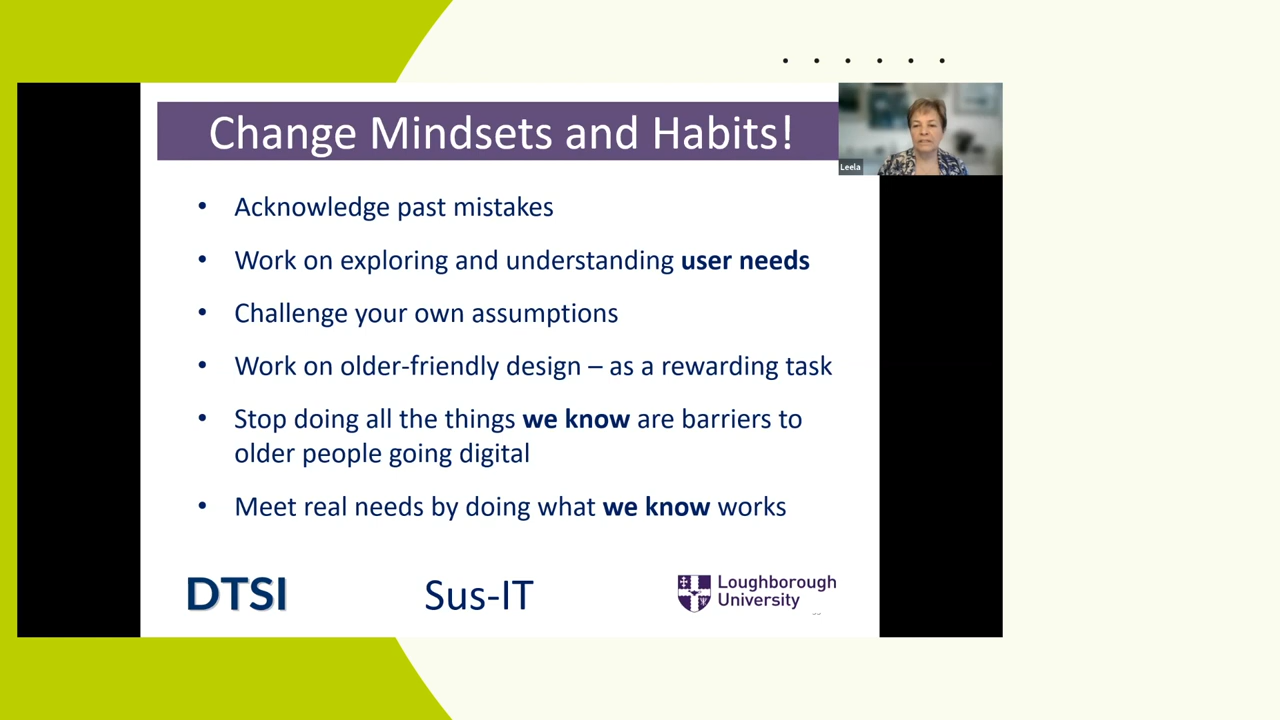 Change Mindsets and Habits!
Leela
• Acknowledge past mistakes
• Work on exploring and understanding user needs
• Challenge your own assumptions
• Work on older-friendly design – as a rewarding task
• Stop doing all the things we know are barriers to
older people going digital
• Meet real needs by doing what we know works
DTSI
Sus-IT
Loughborough
University